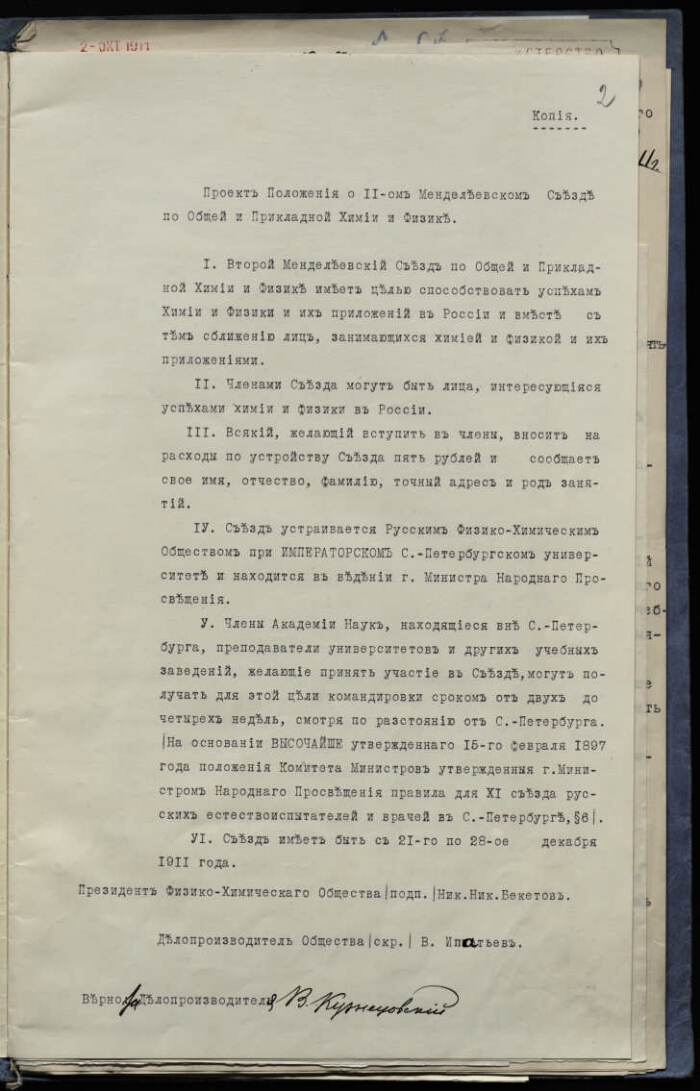 2-ОКТ 1911
2
Копія.
Проектъ Положенія о II-омъ Менделѣевскомъ Съѣздѣ
по Общей и Прикладной Химіи и Физикѣ.
I. Второй Менделѣевскій Съѣздъ по Общей и Приклад-
ной Химіи и Физикѣ имѣетъ цѣлью способствовать успѣхамъ
Химіи и Физики и ихъ приложеній въ Россіи и вмѣстѣ съ
тѣмъ сближенію лицъ, занимающихся химіей и физикой и ихъ
приложеніями.
II. Членами Съѣзда могутъ быть лица, интересующіяся
успѣхами химіи и физики въ Россіи.
III. Всякій, желающій вступить въ члены, вноситъ на
расходы по устройству Съѣзда пять рублей и сообщаетъ
свое имя, отчество, фамилію, точный адресъ и родъ заня-
тій.
IУ. Съѣздъ устраивается Русскимъ Физико-Химическимъ
Обществомъ при ИМПЕРАТОРСКОМЪ С.-Петербургскомъ универ-
ситетѣ и находится въ вѣдѣніи г. Министра Народнаго Про-
свѣщенія.
У. Члены Академіи Наукъ, находящіеся внѣ С.-Петер-
бурга, преподаватели университетовъ и другихъ учебныхъ
заведеній, желающіе принять участіе въ Съѣздѣ, могутъ по-
лучать для этой цѣли командировки срокомъ отъ двухъ до
четырехъ недѣль, смотря по разстоянію отъ С.-Петербурга.
/На основаніи ВЫСОЧАЙШЕ утвержденнаго 15-го февраля 1897
года положенія Комитета Министровъ утвержденныя г.Мини-
стромъ Народнаго Просвѣщенія правила для XI съѣзда рус-
скихъ естествоиспытателей и врачей въ С.-Петербургѣ, §6/.
УI. Съѣздъ имѣетъ быть съ 21-го по 28-ое декабря
1911 года.
Президентъ Физико-Химическаго Общества/подп./Ник.Ник.Бекетовъ.
Дѣлопроизводитель Общества/скр./ В. Ипатьевъ.
Вѣрно: За Дѣлопроизводителя В. Курнаховскій